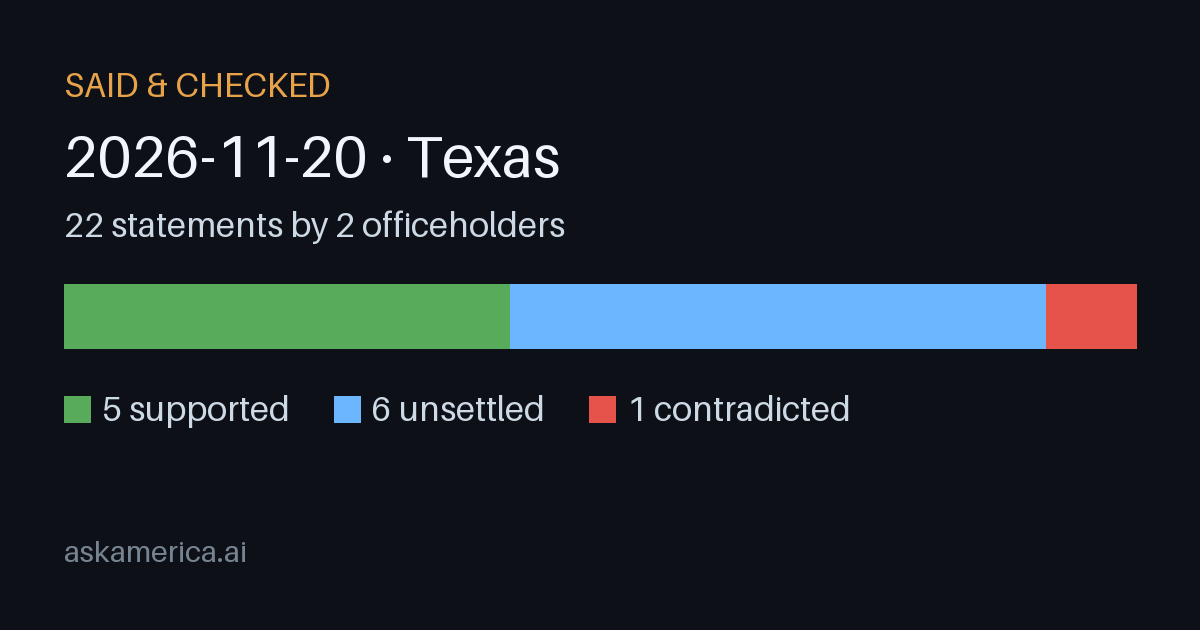 SAID & CHECKED
2026-11-20 · Texas
22 statements by 2 officeholders
5 supported 6 unsettled 1 contradicted
askamerica.ai